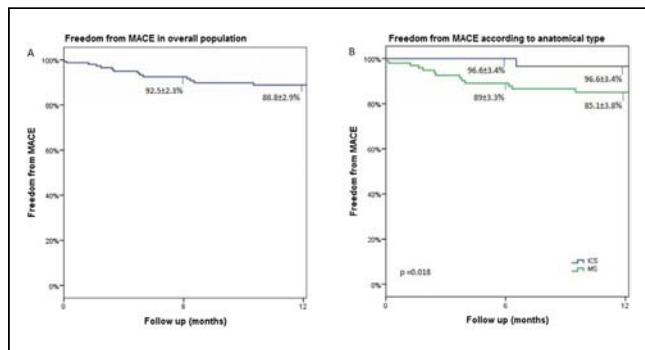 A
Freedom from MACE in overall population
100%
80%
60%
40%
20%
0%
92.5±2.3%
88.8±2.9%
Freedom from MACE
0
6
12
Follow up (months)
B
Freedom from MACE according to anatomical type
100%
80%
60%
40%
20%
0%
96.6±3.4%
96.6±3.4%
89±3.3%
85.1±3.8%
Freedom from MACE
ICS
MS
p =0.018
0
6
12
Follow up (months)